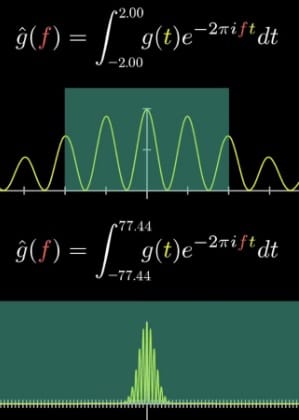 ĝ(f) = ∫_{-2.00}^{2.00} g(t)e^{-2πift}dt
ĝ(f) = ∫_{-77.44}^{77.44} g(t)e^{-2πift}dt